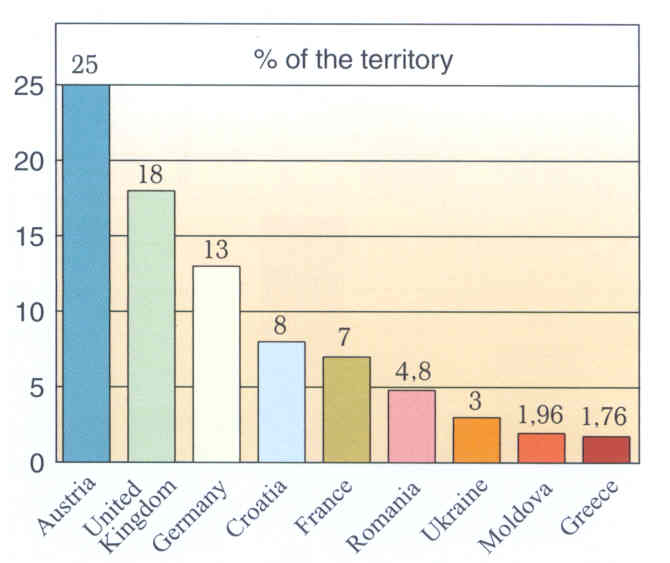 % of the territory
25
20
15
10
5
0
25
18
13
8
7
4,8
3
1,96
1,76
Austria
United
Kingdom
Germany
Croatia
France
Romania
Ukraine
Moldova
Greece